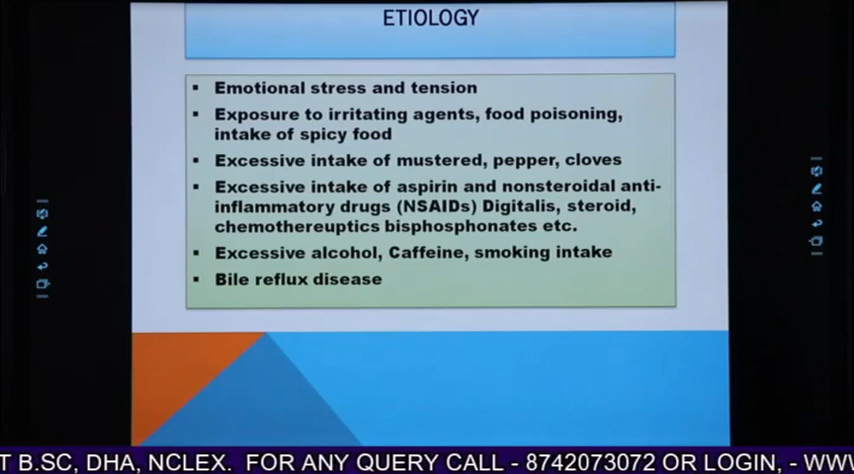 ETIOLOGY
▪ Emotional stress and tension
▪ Exposure to irritating agents, food poisoning,
intake of spicy food
▪ Excessive intake of mustered, pepper, cloves
▪ Excessive intake of aspirin and nonsteroidal anti-
inflammatory drugs (NSAIDs) Digitalis, steroid,
chemothereuptics bisphosphonates etc.
▪ Excessive alcohol, Caffeine, smoking intake
▪ Bile reflux disease
T B.SC, DHA, NCLEX. FOR ANY QUERY CALL - 8742073072 OR LOGIN, - WWW